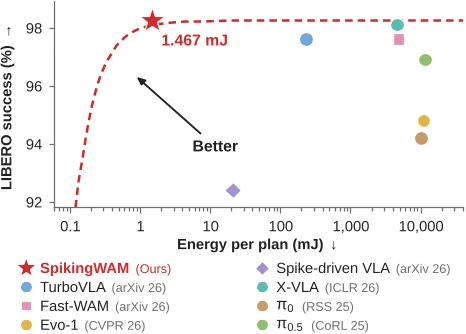 LIBERO success (%) →
98
96
94
92
1.467 mJ
Better
0.1 1 10 100 1,000 10,000
Energy per plan (mJ) ↓
SpikingWAM (Ours)
TurboVLA (arXiv 26)
Fast-WAM (arXiv 26)
Evo-1 (CVPR 26)
Spike-driven VLA (arXiv 26)
X-VLA (ICLR 26)
π0 (RSS 25)
π0.5 (CoRL 25)